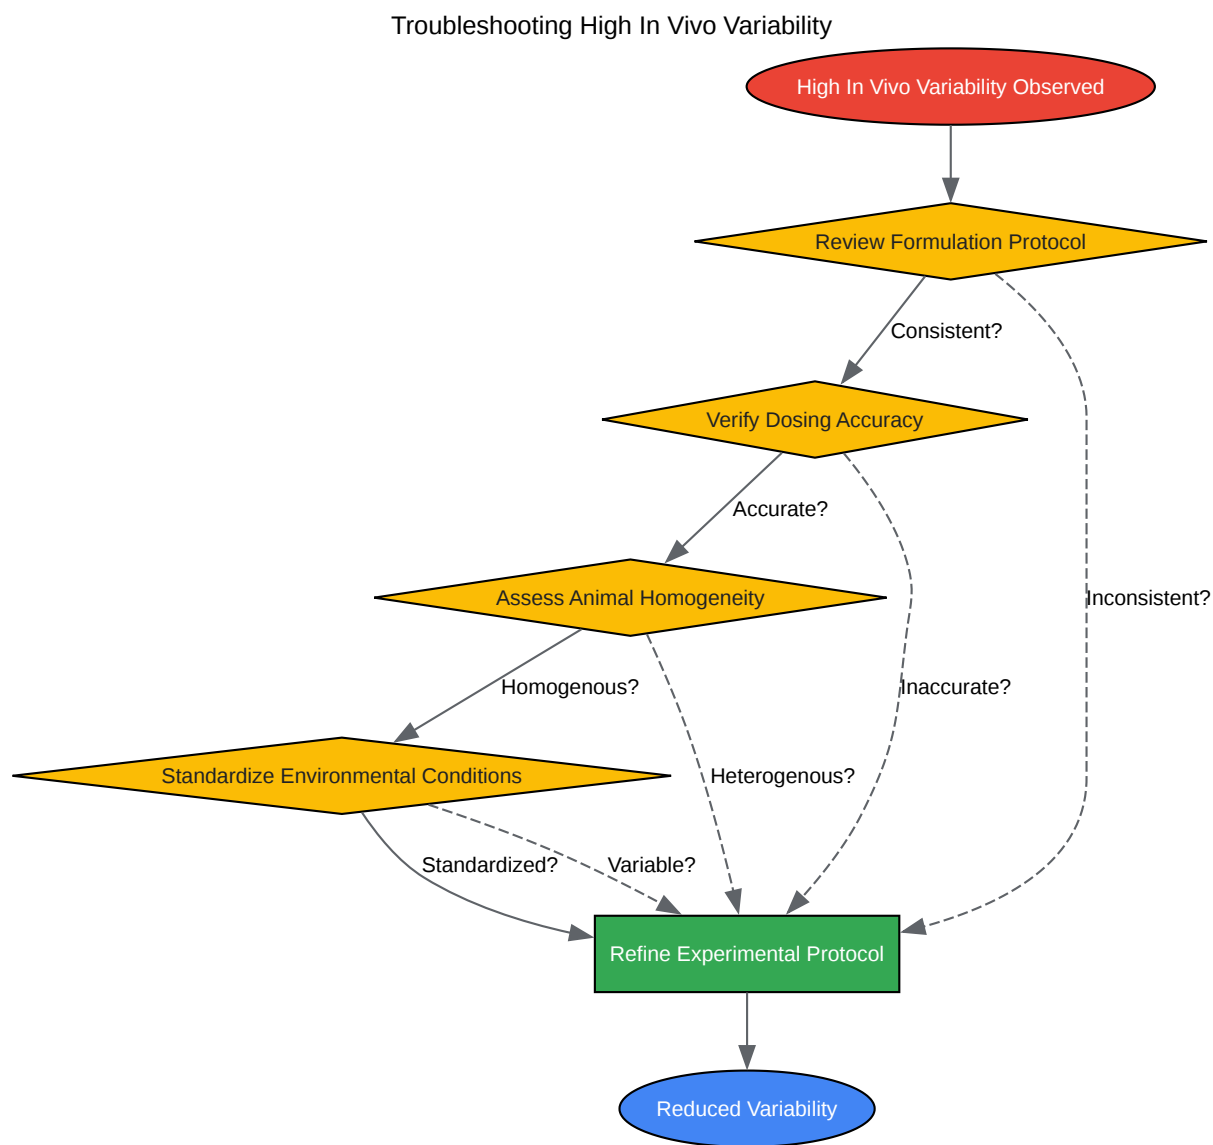 Troubleshooting High In Vivo Variability
High In Vivo Variability Observed
Review Formulation Protocol
Consistent?
Verify Dosing Accuracy
Accurate?
Assess Animal Homogeneity
Inconsistent?
Homogenous?
Inaccurate?
Standardize Environmental Conditions
Heterogenous?
Standardized?
Variable?
Refine Experimental Protocol
Reduced Variability